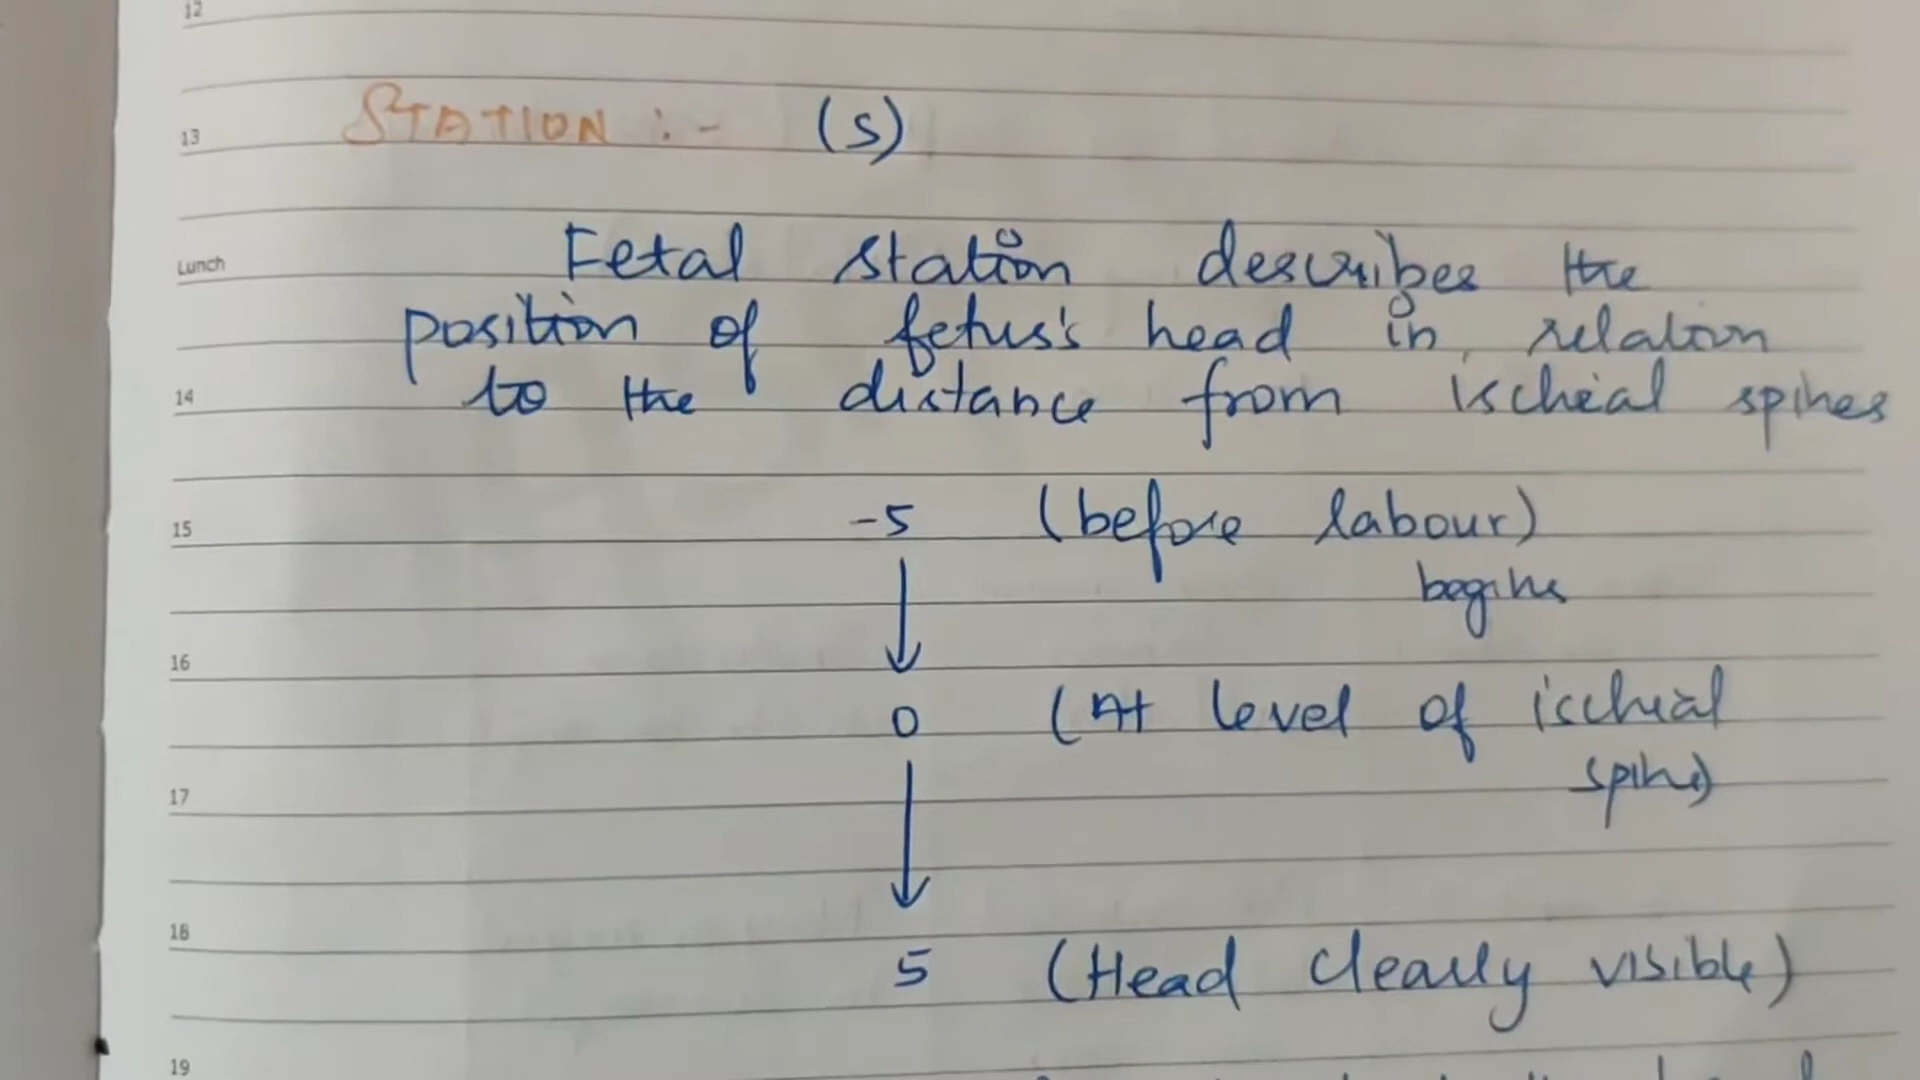 12
13 STATION :- (S)
Lunch Fetal station describes the
position of fetus's head in relation
14 to the distance from ischial spines
15 -5 (before labour)
begins
16
0 (At level of ischial
17 spine)
18
5 (Head clearly visible)
19